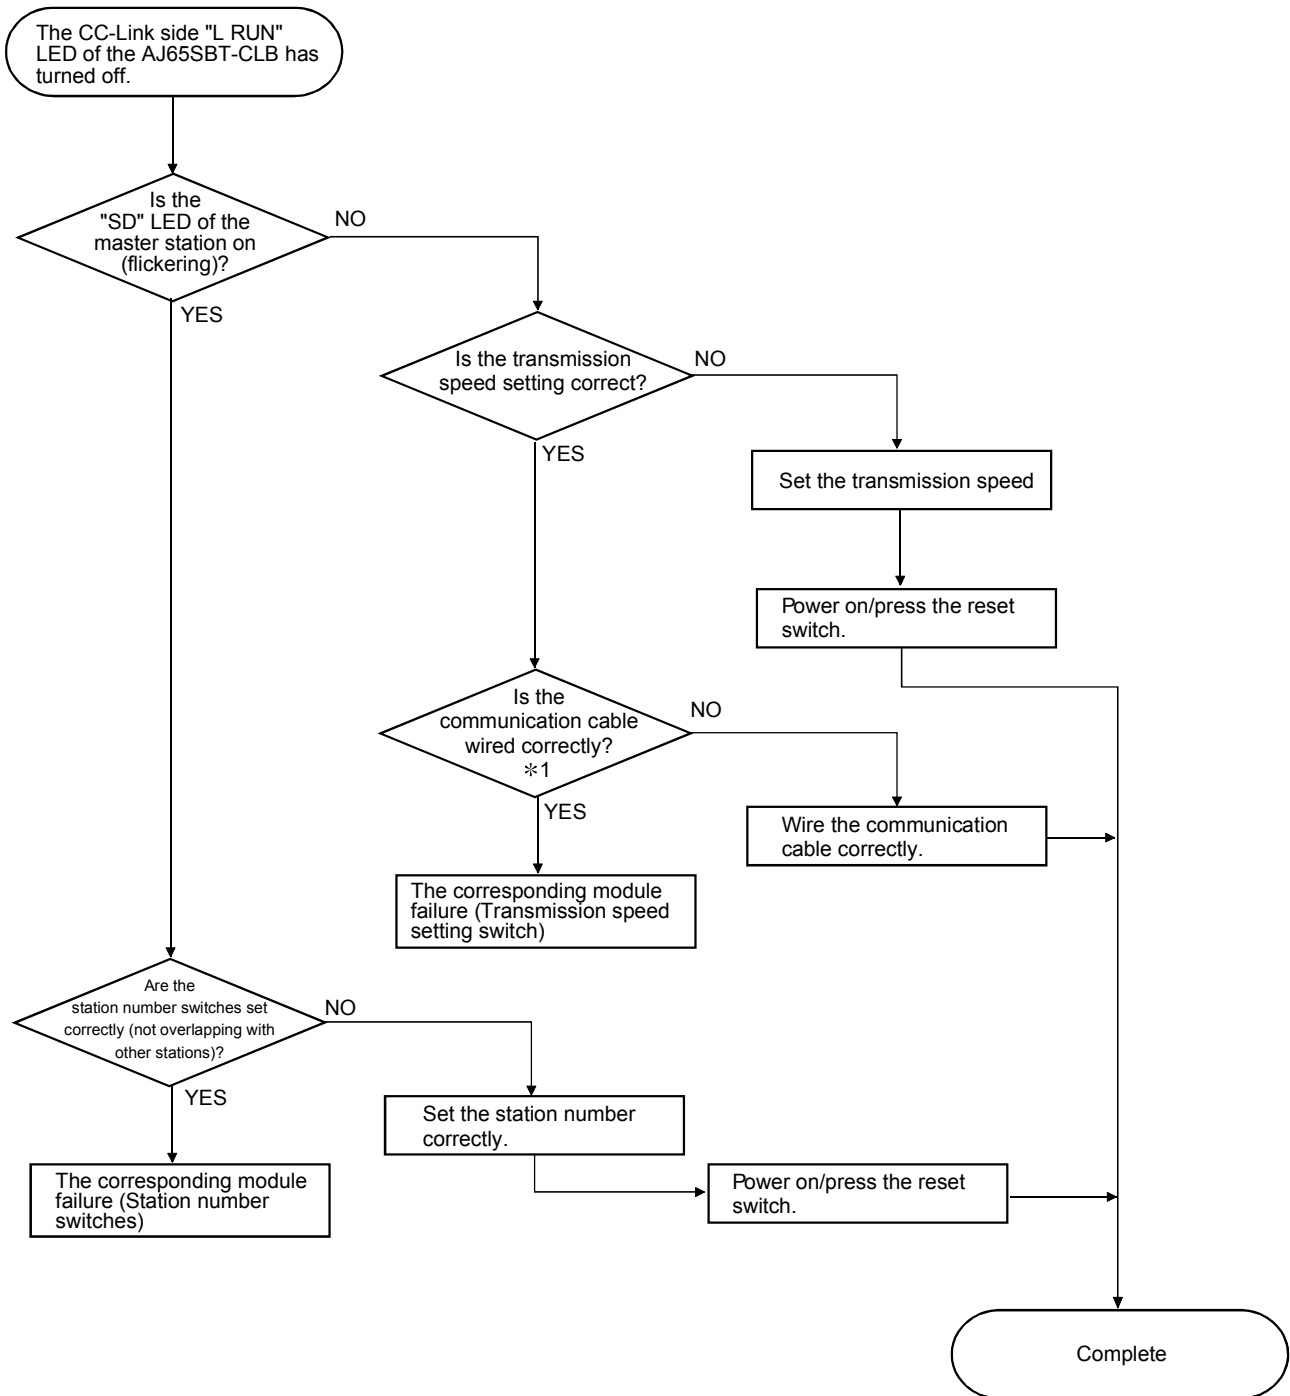 The CC-Link side "L RUN"
LED of the AJ65SBT-CLB has
turned off.
Is the
"SD" LED of the
master station on
(flickering)?
NO
YES
Is the transmission
speed setting correct?
NO
YES
Set the transmission speed
Power on/press the reset
switch.
Is the
communication cable
wired correctly?
*1
NO
YES
Wire the communication
cable correctly.
The corresponding module
failure (Transmission speed
setting switch)
Are the
station number switches set
correctly (not overlapping with
other stations)?
NO
YES
Set the station number
correctly.
The corresponding module
failure (Station number
switches)
Power on/press the reset
switch.
Complete